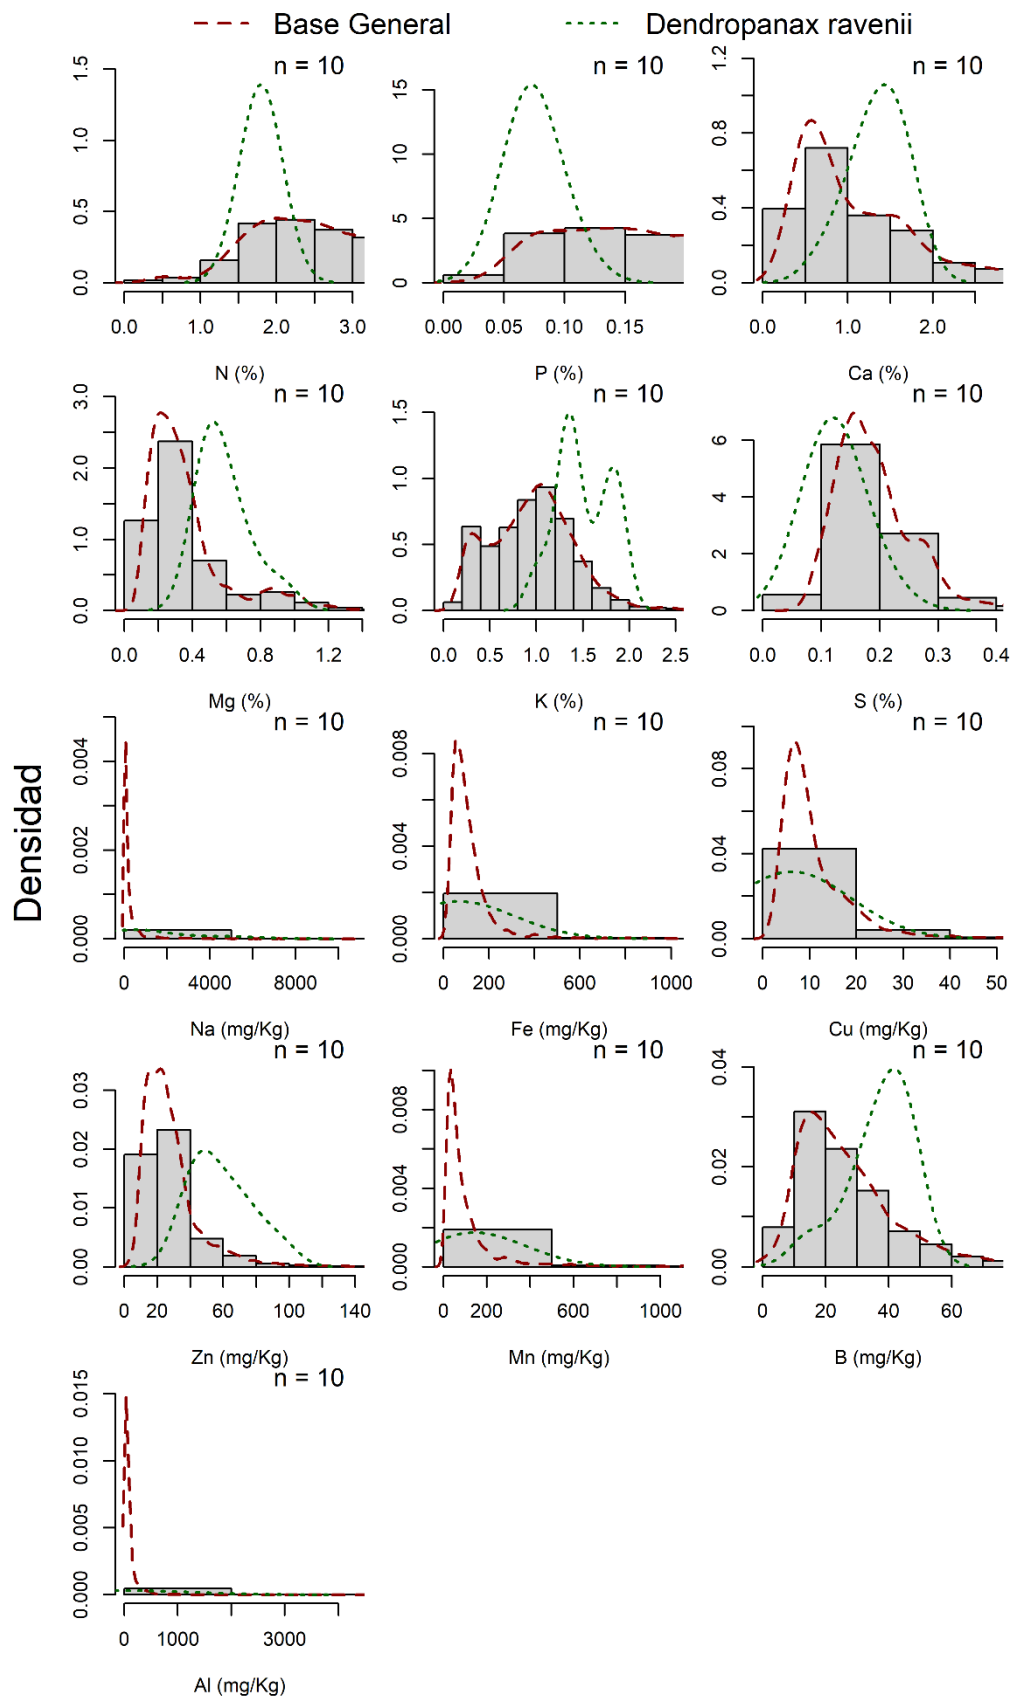 Base General Dendropanax ravenii
n = 10 n = 10 n = 10
0.0 0.5 1.0 1.5
0 5 10 15
0.0 0.4 0.8 1.2
0.0 1.0 2.0 3.0
0.00 0.05 0.10 0.15
0.0 1.0 2.0
N (%) P (%) Ca (%)
n = 10 n = 10 n = 10
0.0 1.0 2.0 3.0
0.0 0.5 1.0 1.5
0 2 4 6
0.0 0.4 0.8 1.2
0.0 0.5 1.0 1.5 2.0 2.5
0.0 0.1 0.2 0.3 0.4
Mg (%) K (%) S (%)
n = 10 n = 10 n = 10
Densidad
0.000 0.002 0.004
0.000 0.004 0.008
0.00 0.04 0.08
0 4000 8000
0 200 600 1000
0 10 20 30 40 50
Na (mg/Kg) Fe (mg/Kg) Cu (mg/Kg)
n = 10 n = 10 n = 10
0.00 0.01 0.02 0.03
0.000 0.004 0.008
0.00 0.02 0.04
0 20 60 100 140
0 200 600 1000
0 20 40 60
Zn (mg/Kg) Mn (mg/Kg) B (mg/Kg)
n = 10
0.000 0.005 0.010 0.015
0 1000 3000
Al (mg/Kg)